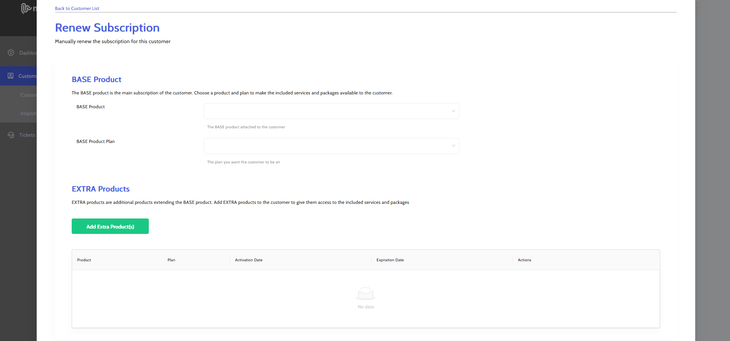 Back to Customer List
Renew Subscription
Manually renew the subscription for this customer
Dashbo
Custom
Custom
Import
Tickets
BASE Product
The BASE product is the main subscription of the customer. Choose a product and plan to make the included services and packages available to the customer.
BASE Product
The BASE product attached to the customer
BASE Product Plan
The plan you want the customer to be on
EXTRA Products
EXTRA products are additional products extending the BASE product. Add EXTRA products to the customer to give them access to the included services and packages
Add Extra Product(s)
Product Plan Activation Date Expiration Date Actions
No data